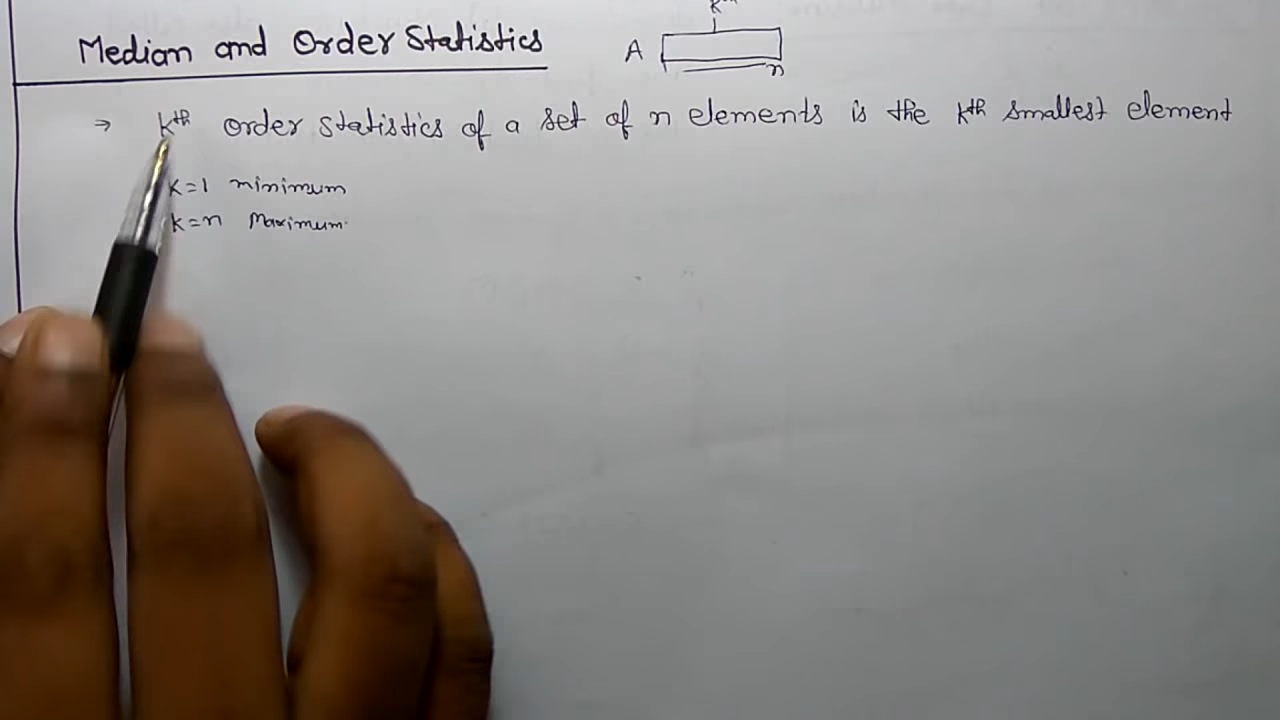 Median and Order Statistics
A
n
⇒ Kth order statistics of a set of n elements is the Kth smallest element
K=1 minimum
K=n Maximum